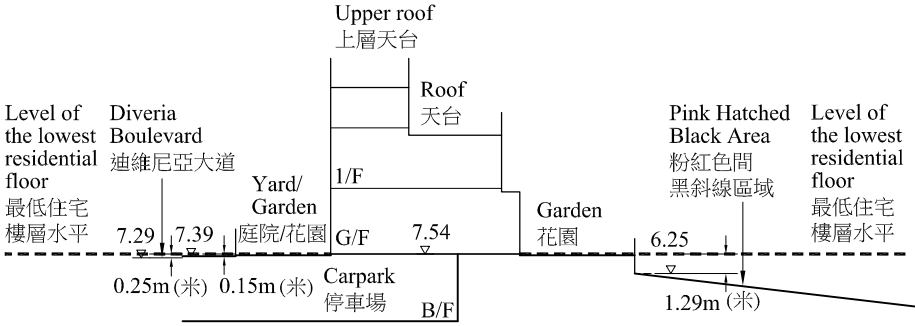 Upper roof
上層天台
Roof
天台
Level of
the lowest
residential
floor
最低住宅
樓層水平
Diveria
Boulevard
迪維尼亞大道
Yard/
Garden
庭院/花園
1/F
G/F
7.54
Garden
花園
Pink Hatched
Black Area
粉紅色間
黑斜線區域
Level of
the lowest
residential
floor
最低住宅
樓層水平
7.29
7.39
6.25
0.25m (米)
0.15m (米)
Carpark
停車場
B/F
1.29m (米)